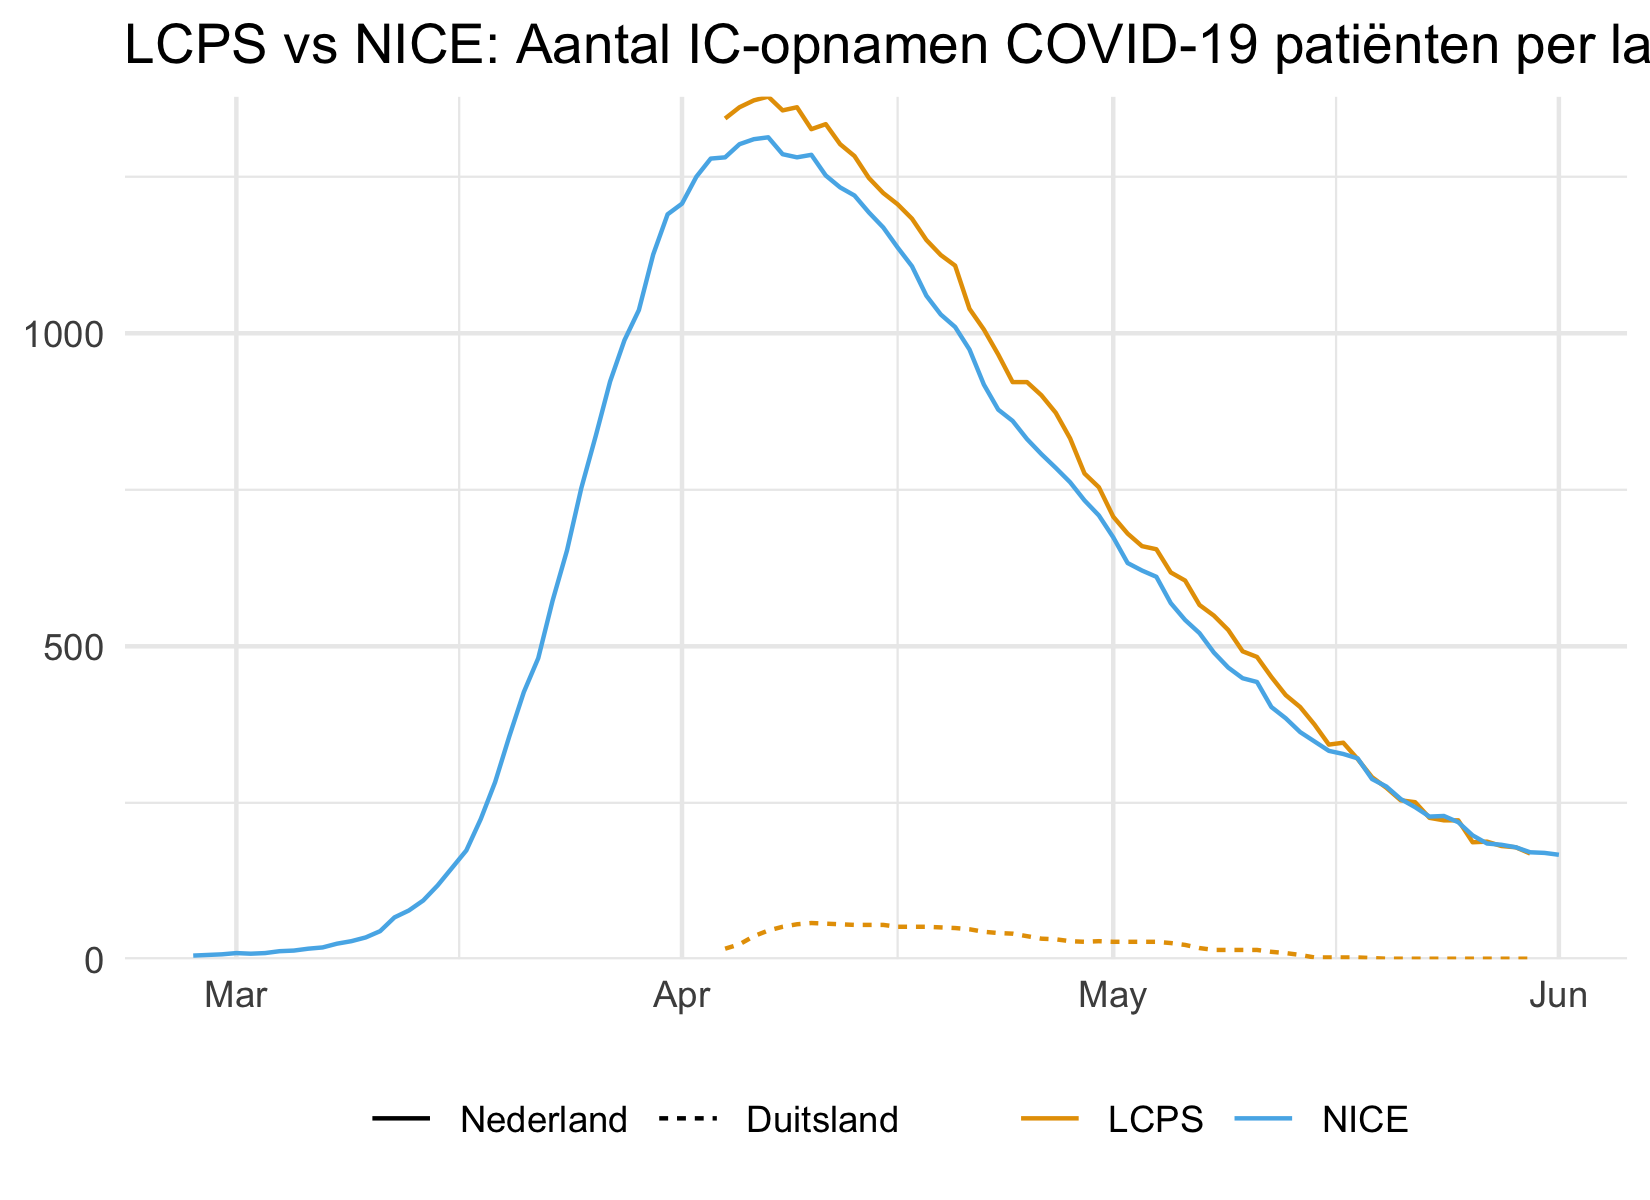 LCPS vs NICE: Aantal IC-opnamen COVID-19 patiënten per la
1000
500
0
Mar Apr May Jun
Nederland Duitsland LCPS NICE